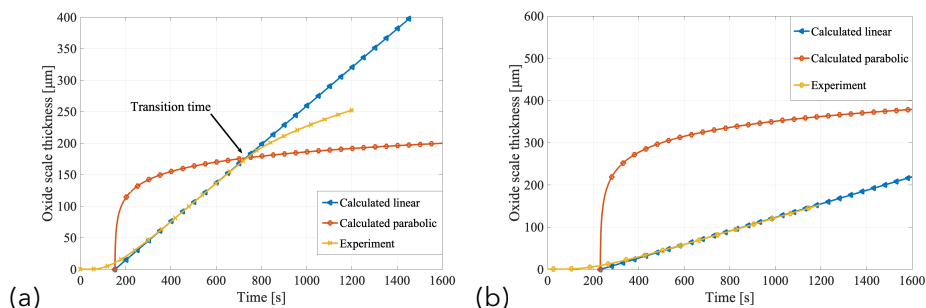 400
350
300
250
200
150
100
50
0
Oxide scale thickness [μm]
Transition time
Calculated linear
Calculated parabolic
Experiment
0 200 400 600 800 1000 1200 1400 1600
Time [s]
(a)
600
500
400
300
200
100
0
Oxide scale thickness [μm]
Calculated linear
Calculated parabolic
Experiment
0 200 400 600 800 1000 1200 1400 1600
Time [s]
(b)